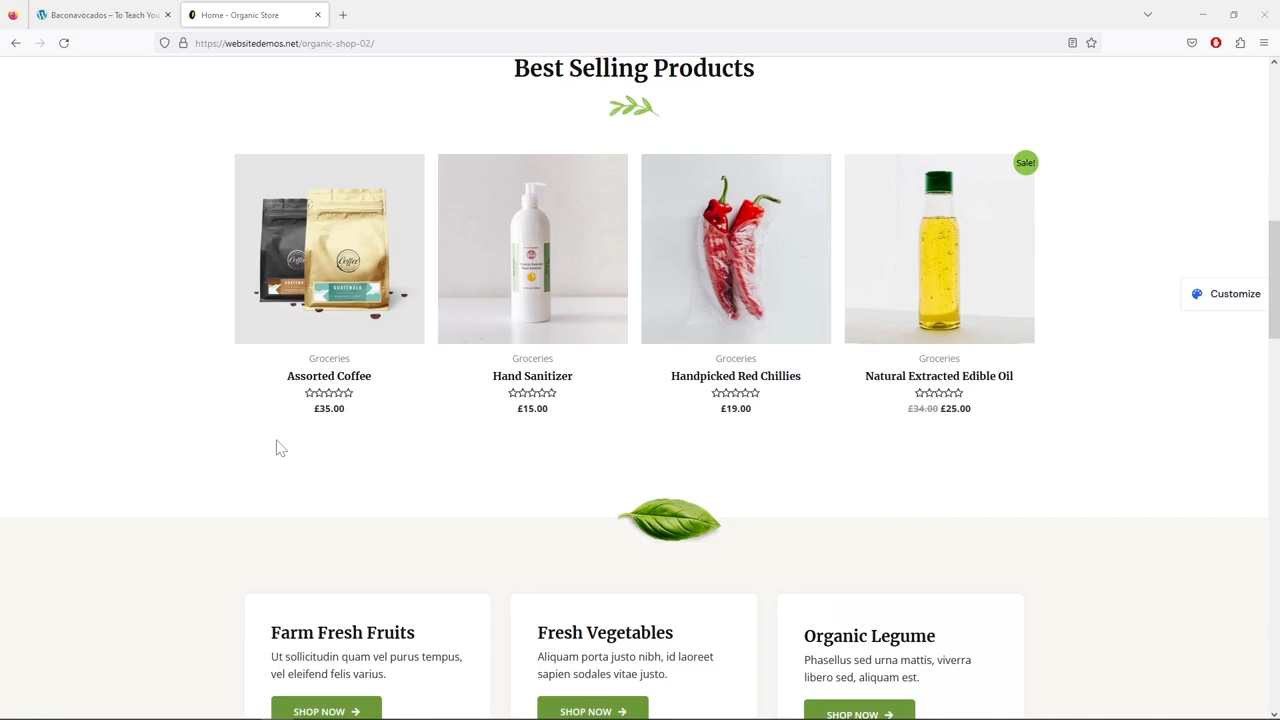 Baconavocados – To Teach You
Home - Organic Store
https://websitedemos.net/organic-shop-02/
Best Selling Products
Sale!
Coffee
GUATEMALA
Groceries
Assorted Coffee
£35.00
Groceries
Hand Sanitizer
£15.00
Groceries
Handpicked Red Chillies
£19.00
Groceries
Natural Extracted Edible Oil
£34.00 £25.00
Customize
Farm Fresh Fruits
Ut sollicitudin quam vel purus tempus,
vel eleifend felis varius.
SHOP NOW
Fresh Vegetables
Aliquam porta justo nibh, id laoreet
sapien sodales vitae justo.
SHOP NOW
Organic Legume
Phasellus sed urna mattis, viverra
libero sed, aliquam est.
SHOP NOW